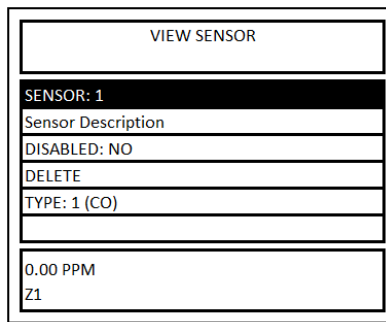 VIEW SENSOR
SENSOR: 1
Sensor Description
DISABLED: NO
DELETE
TYPE: 1 (CO)
0.00 PPM
Z1